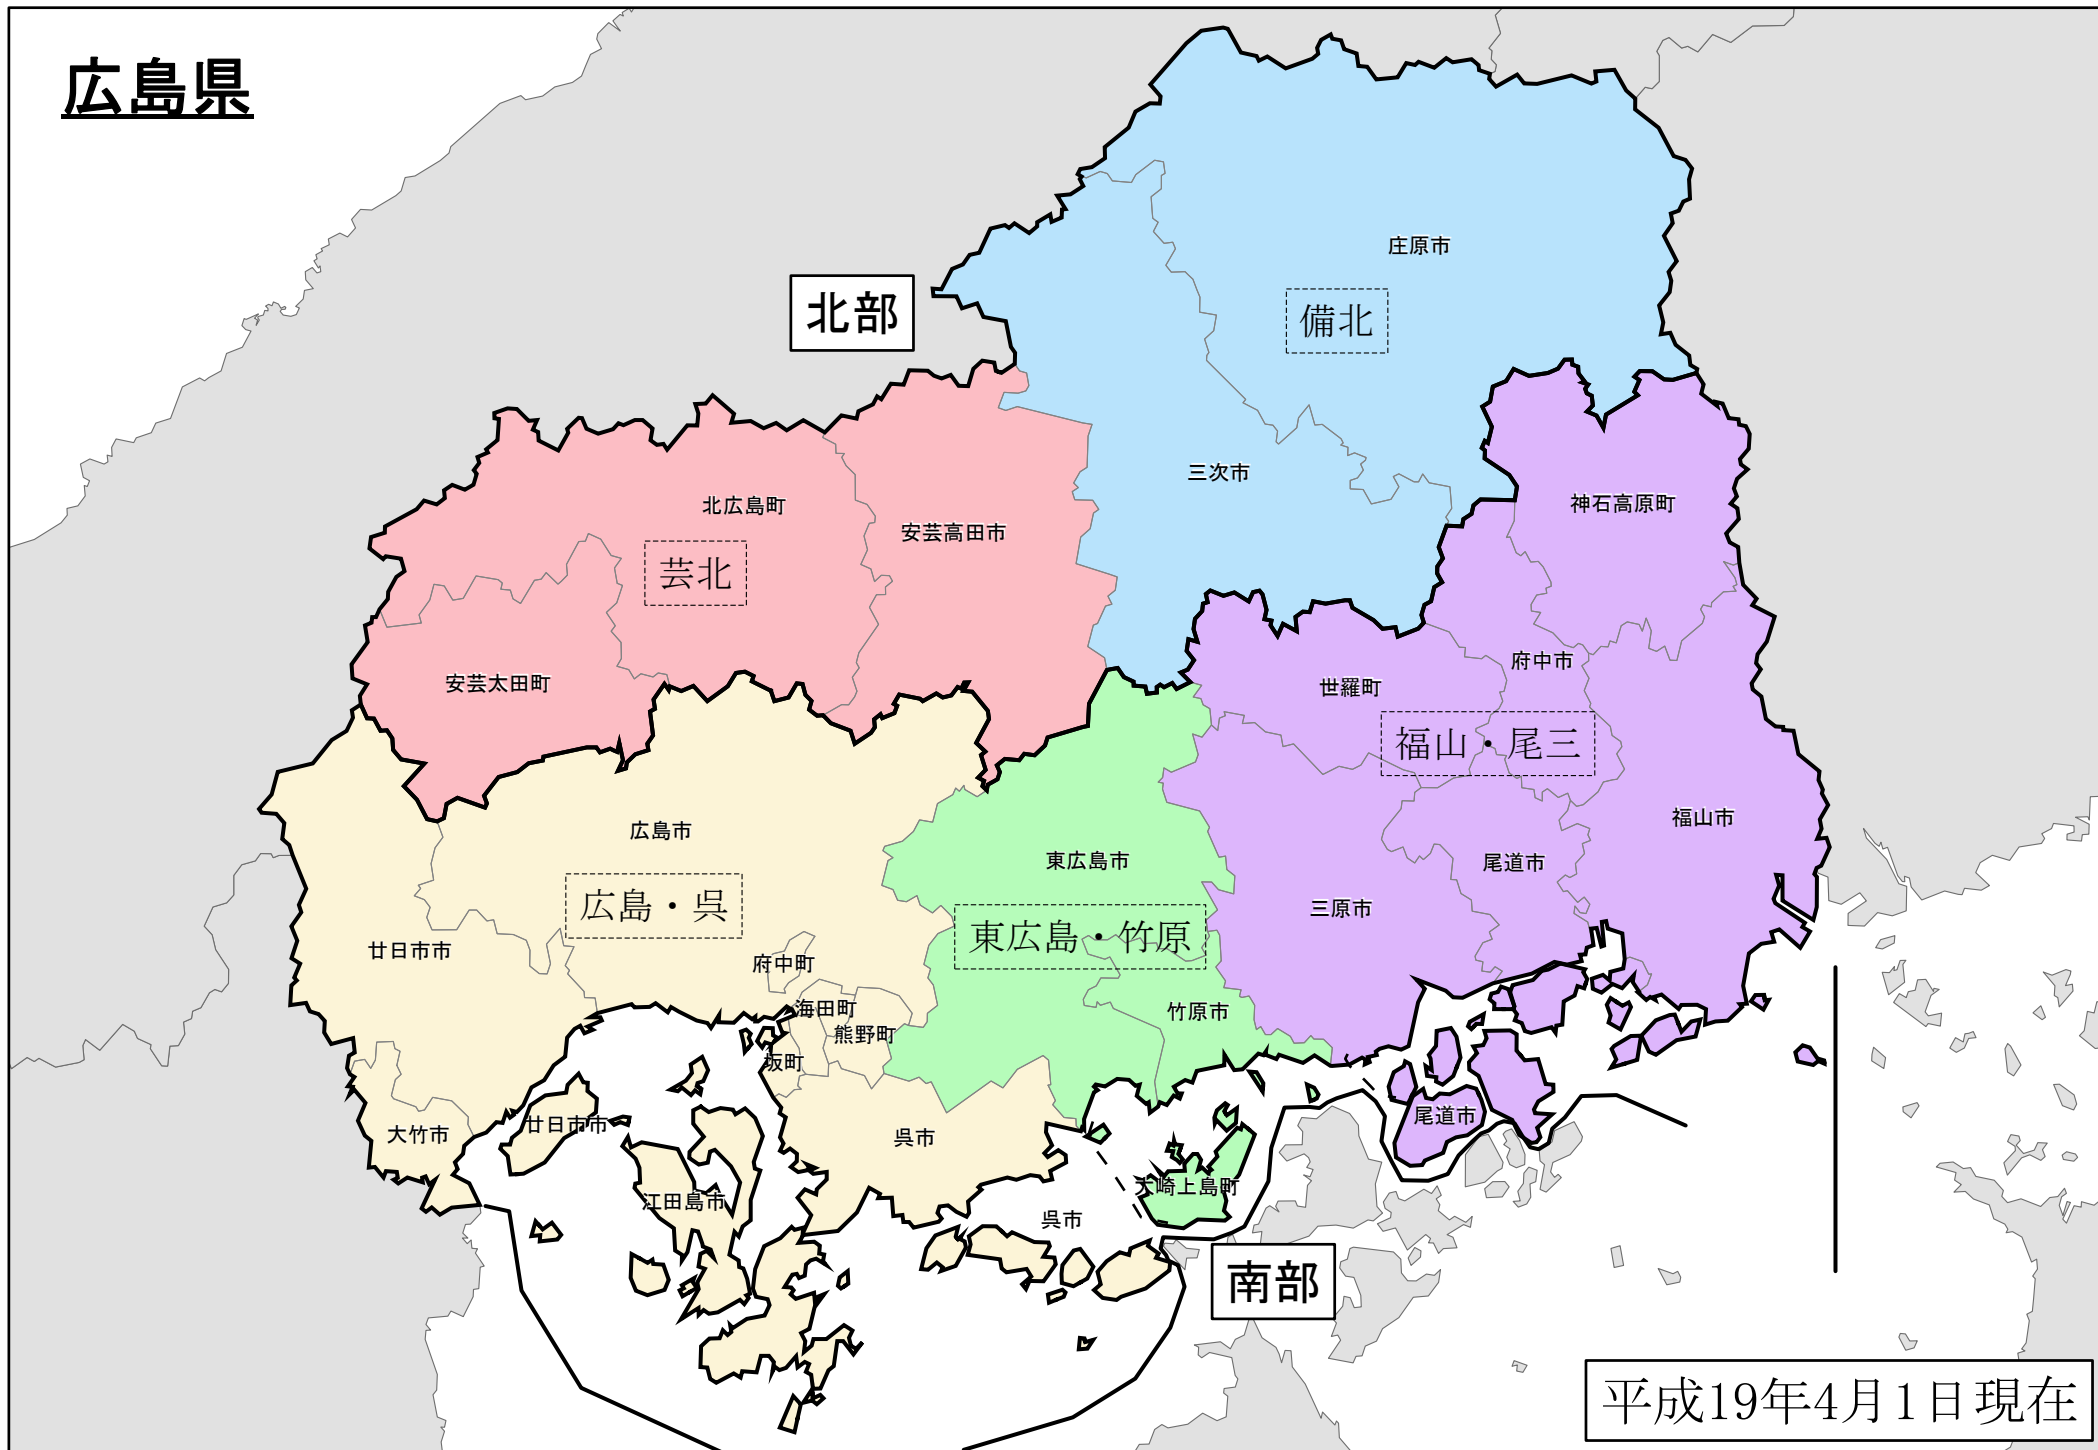 広島県
庄原市
北部
備北
三次市
北広島町
神石高原町
安芸高田市
芸北
府中市
安芸太田町
世羅町
福山・尾三
福山市
広島市
東広島市
尾道市
広島・呉
三原市
東広島・竹原
廿日市市
府中町
海田町
竹原市
熊野町
坂町
尾道市
廿日市市
大竹市
呉市
大崎上島町
江田島市
呉市
南部
平成19年4月1日現在